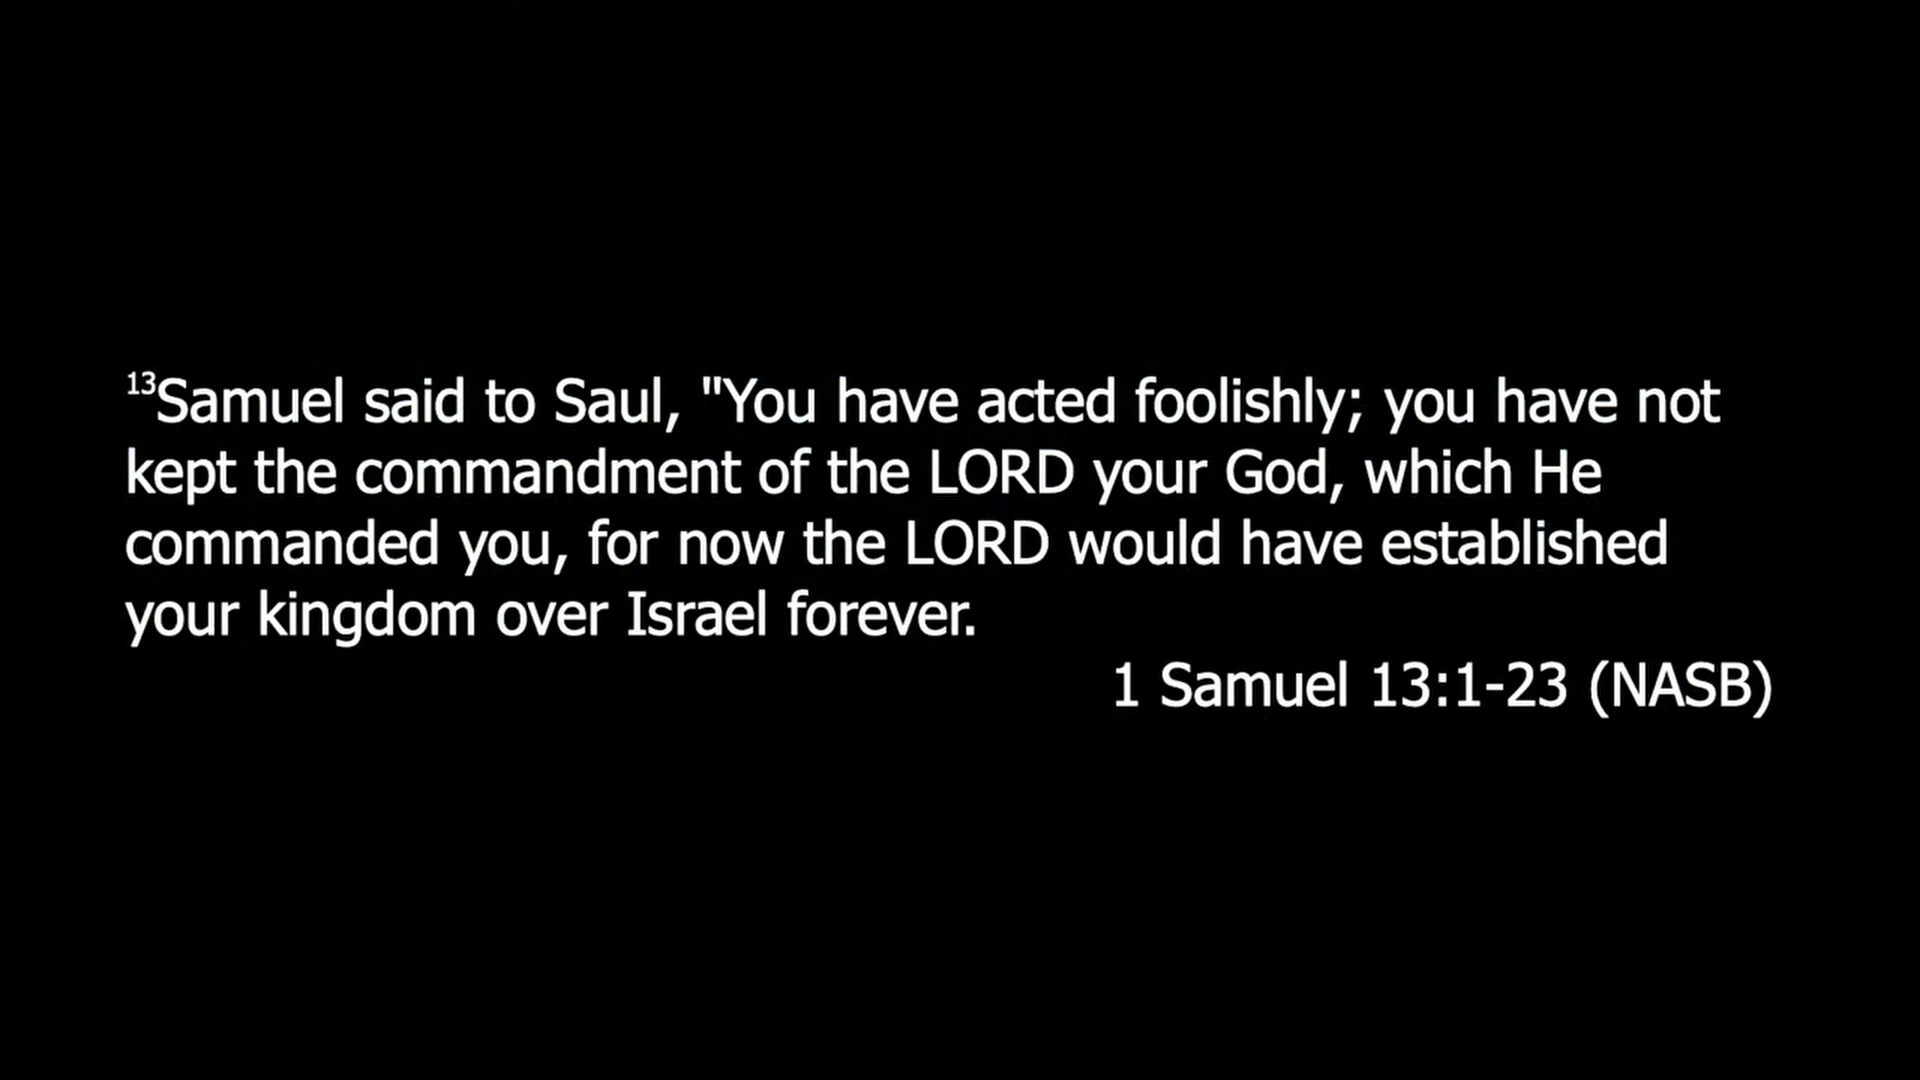 13Samuel said to Saul, "You have acted foolishly; you have not
kept the commandment of the LORD your God, which He
commanded you, for now the LORD would have established
your kingdom over Israel forever.
1 Samuel 13:1-23 (NASB)